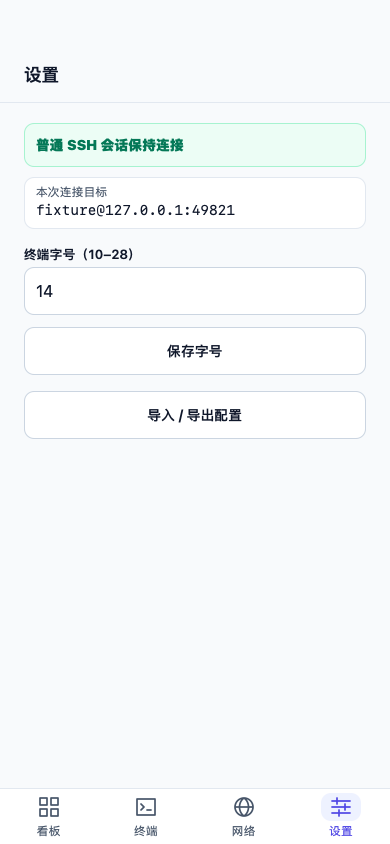 设置
普通 SSH 会话保持连接
本次连接目标
fixture@127.0.0.1:49821
终端字号（10–28）
14
保存字号
导入 / 导出配置
看板
终端
网络
设置